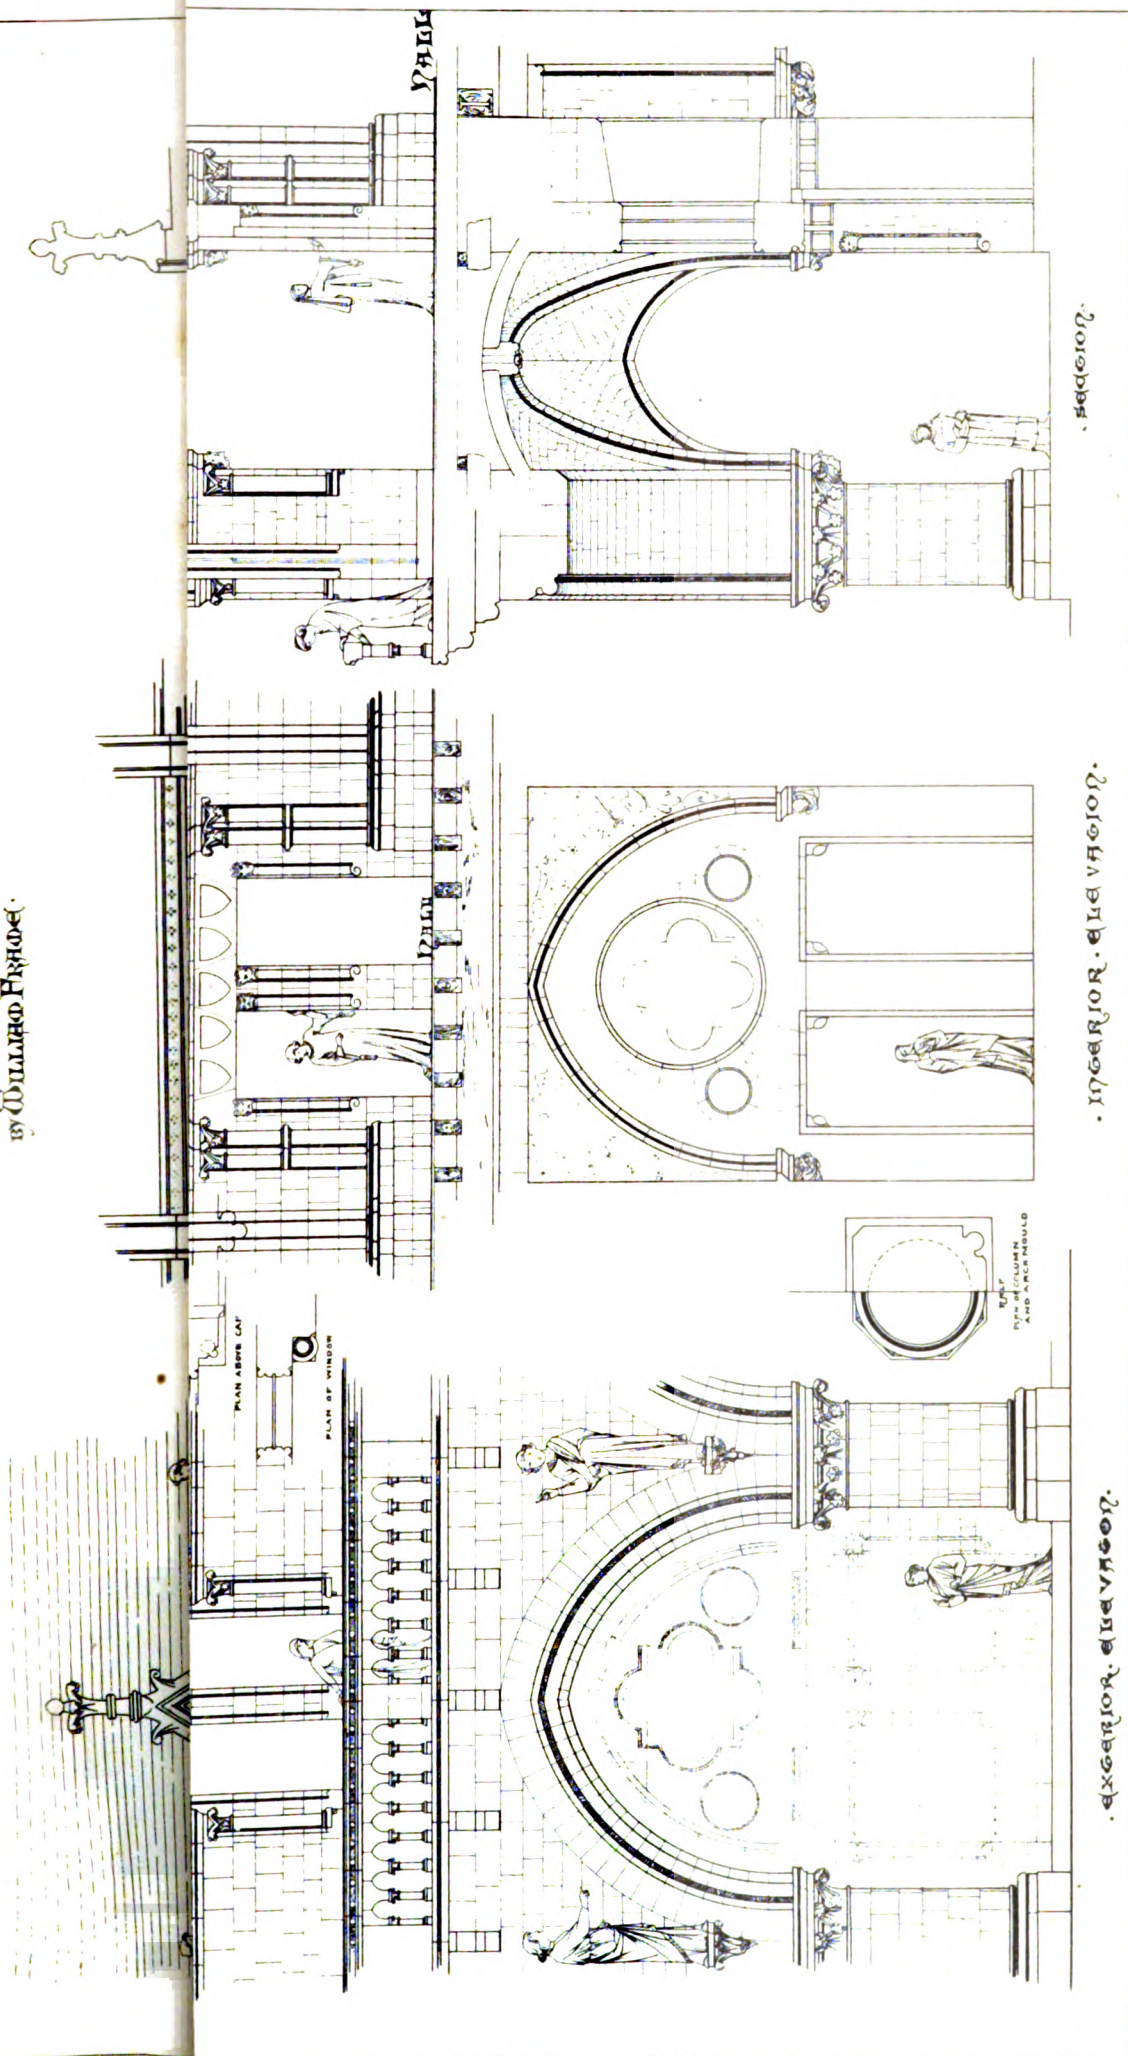 BY WILLIAM FRAME.
HALL
HALL
PLAN ABOVE CAP
PLAN OF WINDOW
HALF
PLAN OF COLUMN
AND ARCH MOULD
. EXTERIOR. ELEVATION.
. INTERIOR. ELEVATION.
. SECTION.